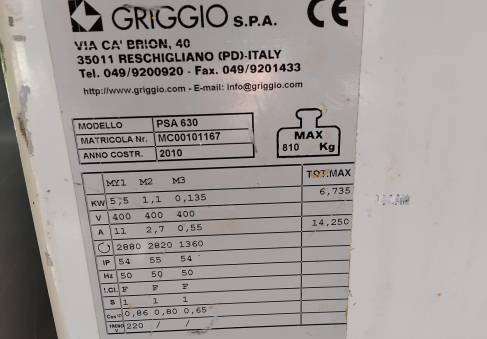 GRIGGIO S.P.A. CE
VIA CA' BRION, 40
35011 RESCHIGLIANO (PD)-ITALY
Tel. 049/9200920 - Fax. 049/9201433
http://www.griggio.com - E-mail: info@griggio.com
MODELLO PSA 630
MATRICOLA Nr. MC00101167
ANNO COSTR. 2010
MAX
810 Kg
MY1 M2 M3 TOT.MAX
KW 5,5 1,1 0,135 6,735
V 400 400 400
A 11 2,7 0,55 14,250
2880 2820 1360
IP 54 55 54
Hz 50 50 50
I.Cl. F F F
S 1 1 1
Cos 0,86 0,80 0,65
FRENO V 220 / /